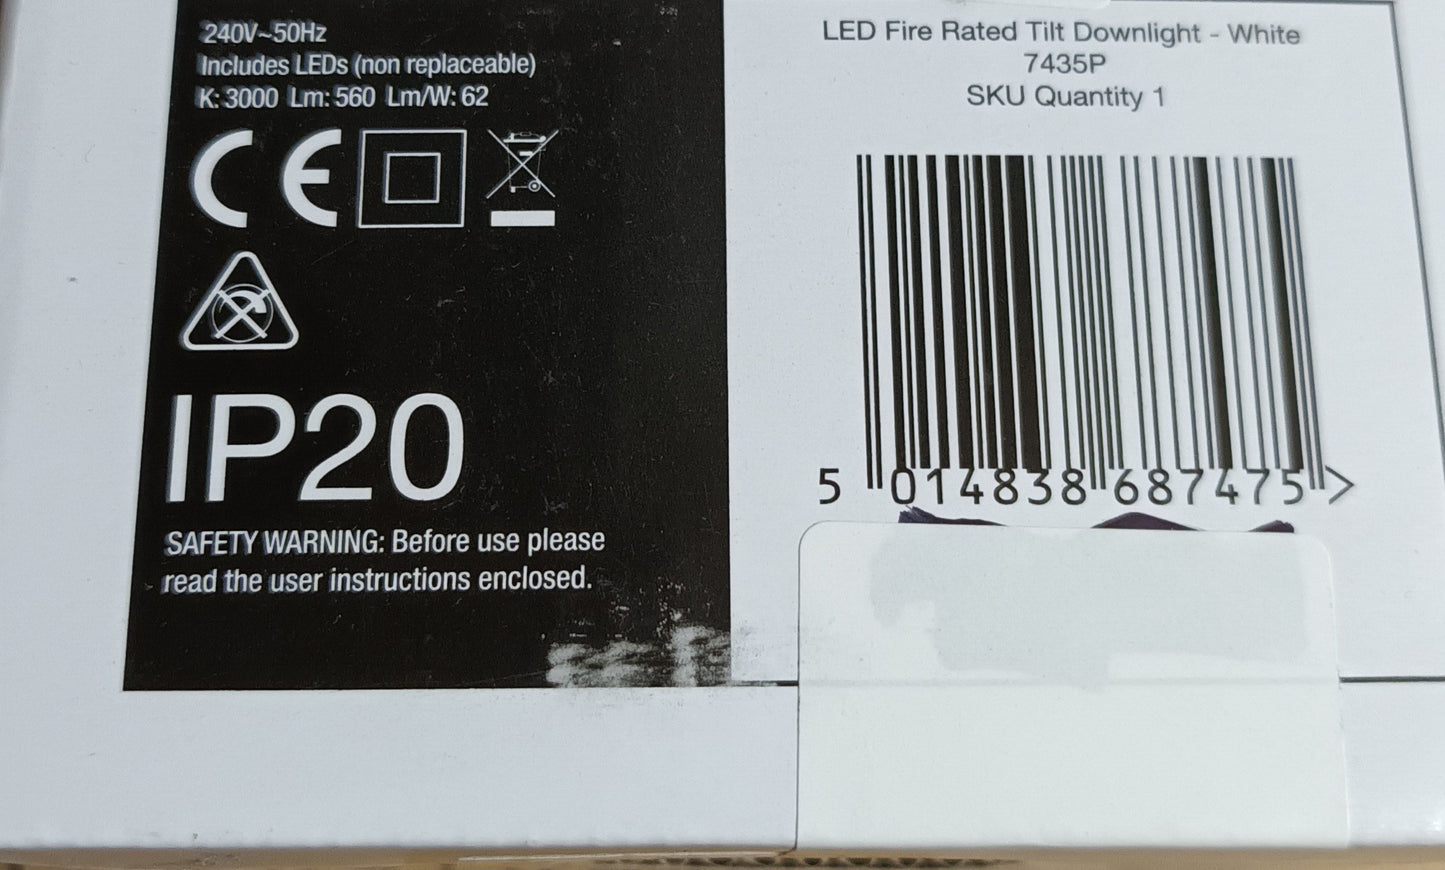 240V~50Hz
Includes LEDs (non replaceable)
K: 3000 Lm: 560 Lm/W: 62
CE
IP20
SAFETY WARNING: Before use please
read the user instructions enclosed.
LED Fire Rated Tilt Downlight - White
7435P
SKU Quantity 1
5 014838 687475 >